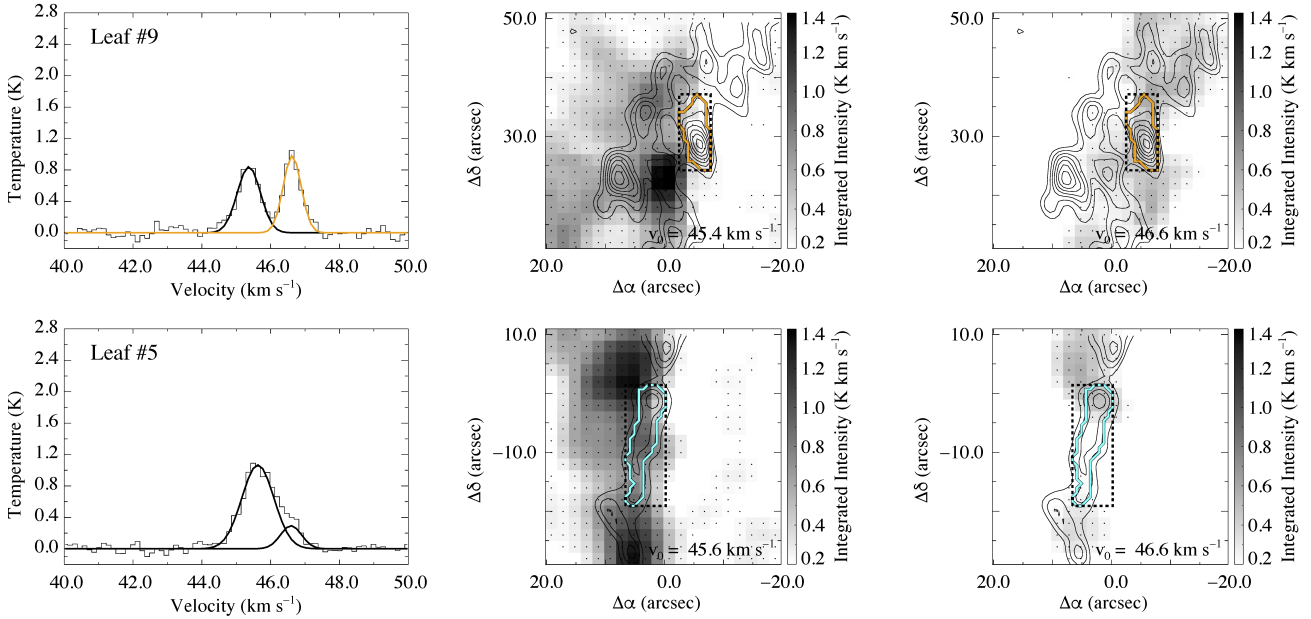 Leaf #9
Temperature (K)
2.8
2.4
2.0
1.6
1.2
0.8
0.4
0.0
40.0 42.0 44.0 46.0 48.0 50.0
Velocity (km s⁻¹)
Δδ (arcsec)
50.0
30.0
20.0 0.0 −20.0
Δα (arcsec)
v₀ = 45.4 km s⁻¹
1.4
1.2
1.0
0.8
0.6
0.4
0.2
Integrated Intensity (K km s⁻¹)
Δδ (arcsec)
50.0
30.0
20.0 0.0 −20.0
Δα (arcsec)
v₀ = 46.6 km s⁻¹
1.4
1.2
1.0
0.8
0.6
0.4
0.2
Integrated Intensity (K km s⁻¹)
Leaf #5
Temperature (K)
2.8
2.4
2.0
1.6
1.2
0.8
0.4
0.0
40.0 42.0 44.0 46.0 48.0 50.0
Velocity (km s⁻¹)
Δδ (arcsec)
10.0
−10.0
20.0 0.0 −20.0
Δα (arcsec)
v₀ = 45.6 km s⁻¹
1.4
1.2
1.0
0.8
0.6
0.4
0.2
Integrated Intensity (K km s⁻¹)
Δδ (arcsec)
10.0
−10.0
20.0 0.0 −20.0
Δα (arcsec)
v₀ = 46.6 km s⁻¹
1.4
1.2
1.0
0.8
0.6
0.4
0.2
Integrated Intensity (K km s⁻¹)